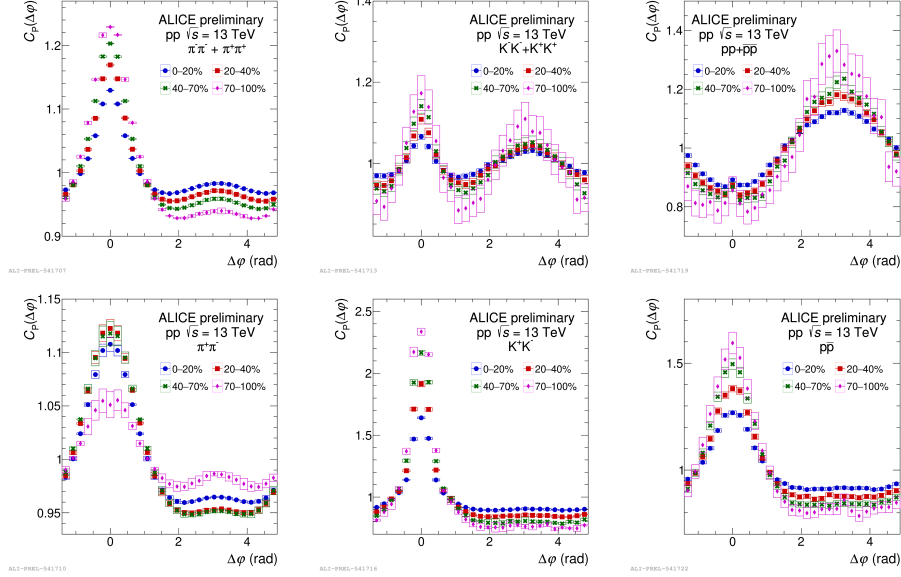 C_P(Δφ)
ALICE preliminary
pp √s = 13 TeV
π⁻π⁻ + π⁺π⁺
0–20% 20–40%
40–70% 70–100%
1.2
1.1
1
0.9
0 2 4
Δφ (rad)
ALI-PREL-541707
C_P(Δφ)
ALICE preliminary
pp √s = 13 TeV
K⁻K⁻+K⁺K⁺
0–20% 20–40%
40–70% 70–100%
1.4
1.2
1
0 2 4
Δφ (rad)
ALI-PREL-541713
C_P(Δφ)
ALICE preliminary
pp √s = 13 TeV
pp+p̅p̅
0–20% 20–40%
40–70% 70–100%
1.4
1.2
1
0.8
0 2 4
Δφ (rad)
ALI-PREL-541719
C_P(Δφ)
ALICE preliminary
pp √s = 13 TeV
π⁺π⁻
0–20% 20–40%
40–70% 70–100%
1.15
1.1
1.05
1
0.95
0 2 4
Δφ (rad)
ALI-PREL-541710
C_P(Δφ)
ALICE preliminary
pp √s = 13 TeV
K⁺K⁻
0–20% 20–40%
40–70% 70–100%
2.5
2
1.5
1
0 2 4
Δφ (rad)
ALI-PREL-541716
C_P(Δφ)
ALICE preliminary
pp √s = 13 TeV
pp̅
0–20% 20–40%
40–70% 70–100%
1.5
1
0 2 4
Δφ (rad)
ALI-PREL-541722